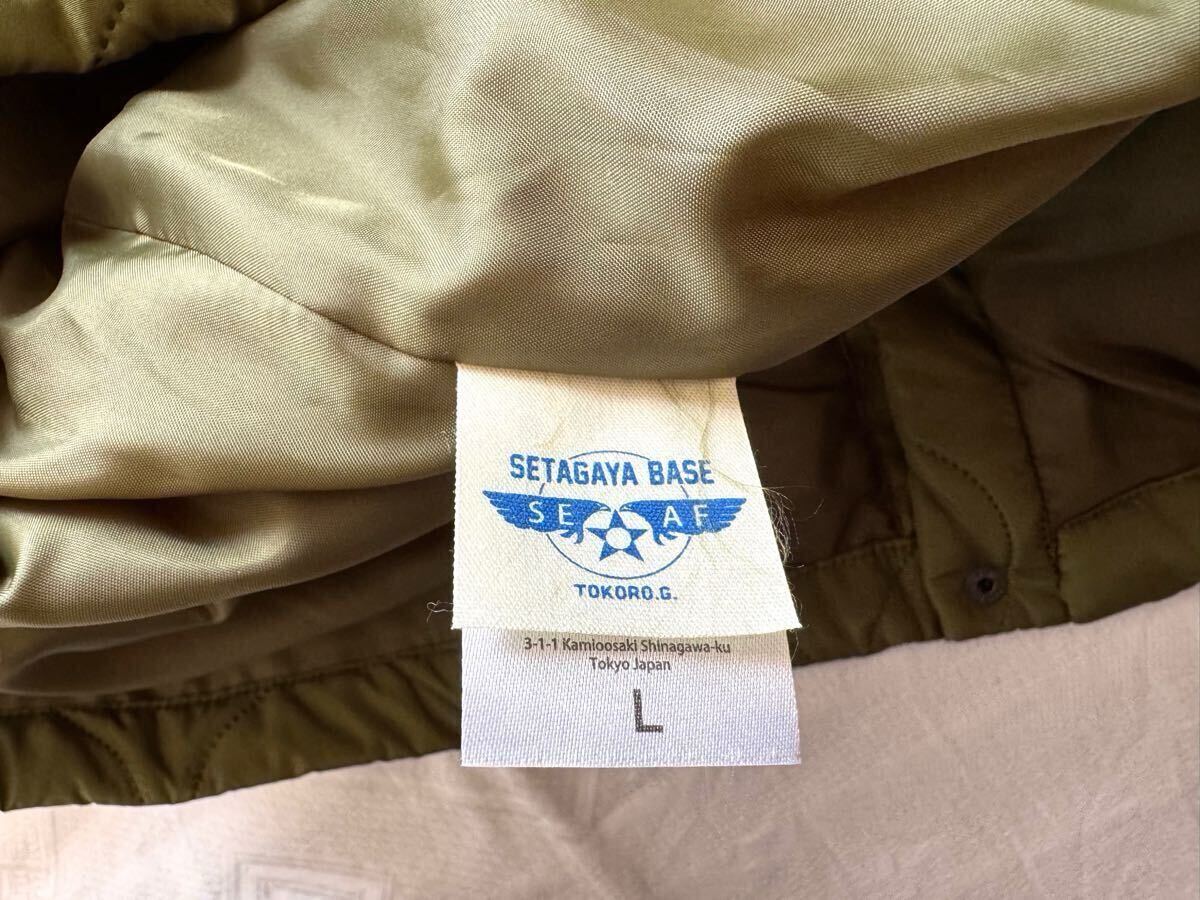 SETAGAYA BASE
SE AF
TOKORO.G.
3-1-1 Kamioosaki Shinagawa-ku
Tokyo Japan
L